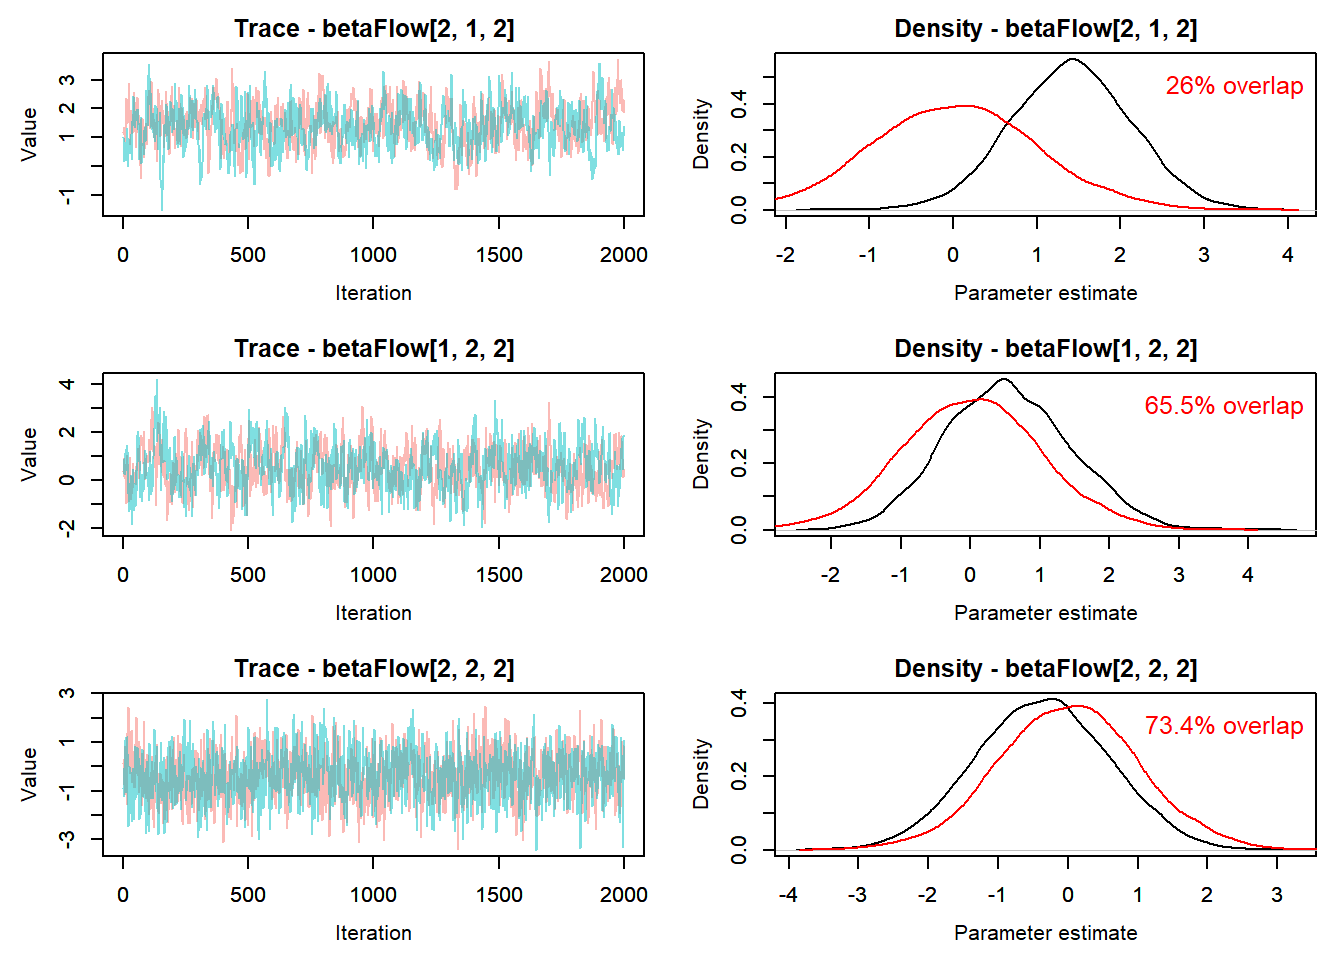 Trace - betaFlow[2, 1, 2]
Value
3
2
1
-1
0 500 1000 1500 2000
Iteration
Density - betaFlow[2, 1, 2]
26% overlap
Density
0.4
0.2
0.0
-2 -1 0 1 2 3 4
Parameter estimate
Trace - betaFlow[1, 2, 2]
Value
4
2
0
-2
0 500 1000 1500 2000
Iteration
Density - betaFlow[1, 2, 2]
65.5% overlap
Density
0.4
0.2
0.0
-2 -1 0 1 2 3 4
Parameter estimate
Trace - betaFlow[2, 2, 2]
Value
3
1
-1
-3
0 500 1000 1500 2000
Iteration
Density - betaFlow[2, 2, 2]
73.4% overlap
Density
0.4
0.2
0.0
-4 -3 -2 -1 0 1 2 3
Parameter estimate